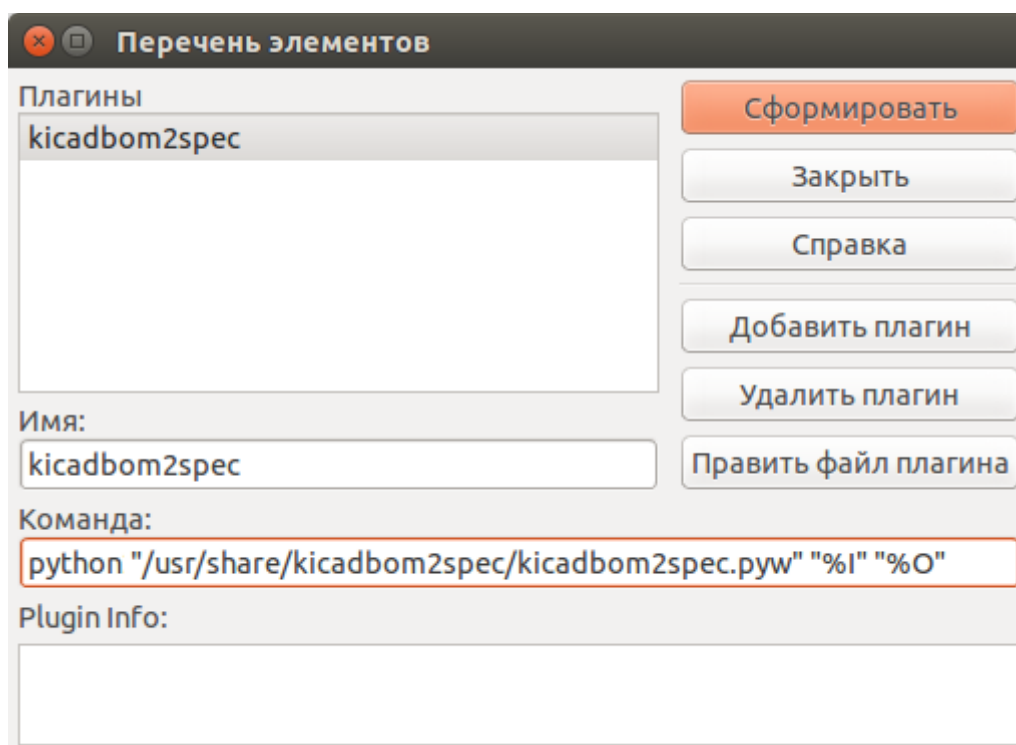 Перечень элементов
Плагины
kicadbom2spec
Сформировать
Закрыть
Справка
Добавить плагин
Удалить плагин
Править файл плагина
Имя:
kicadbom2spec
Команда:
python "/usr/share/kicadbom2spec/kicadbom2spec.pyw" "%I" "%O"
Plugin Info: